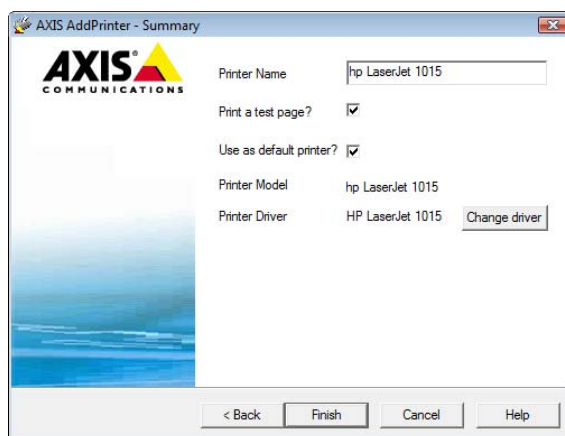 AXIS AddPrinter - Summary
AXIS
COMMUNICATIONS
Printer Name hp LaserJet 1015
Print a test page?
Use as default printer?
Printer Model hp LaserJet 1015
Printer Driver HP LaserJet 1015 Change driver
< Back Finish Cancel Help